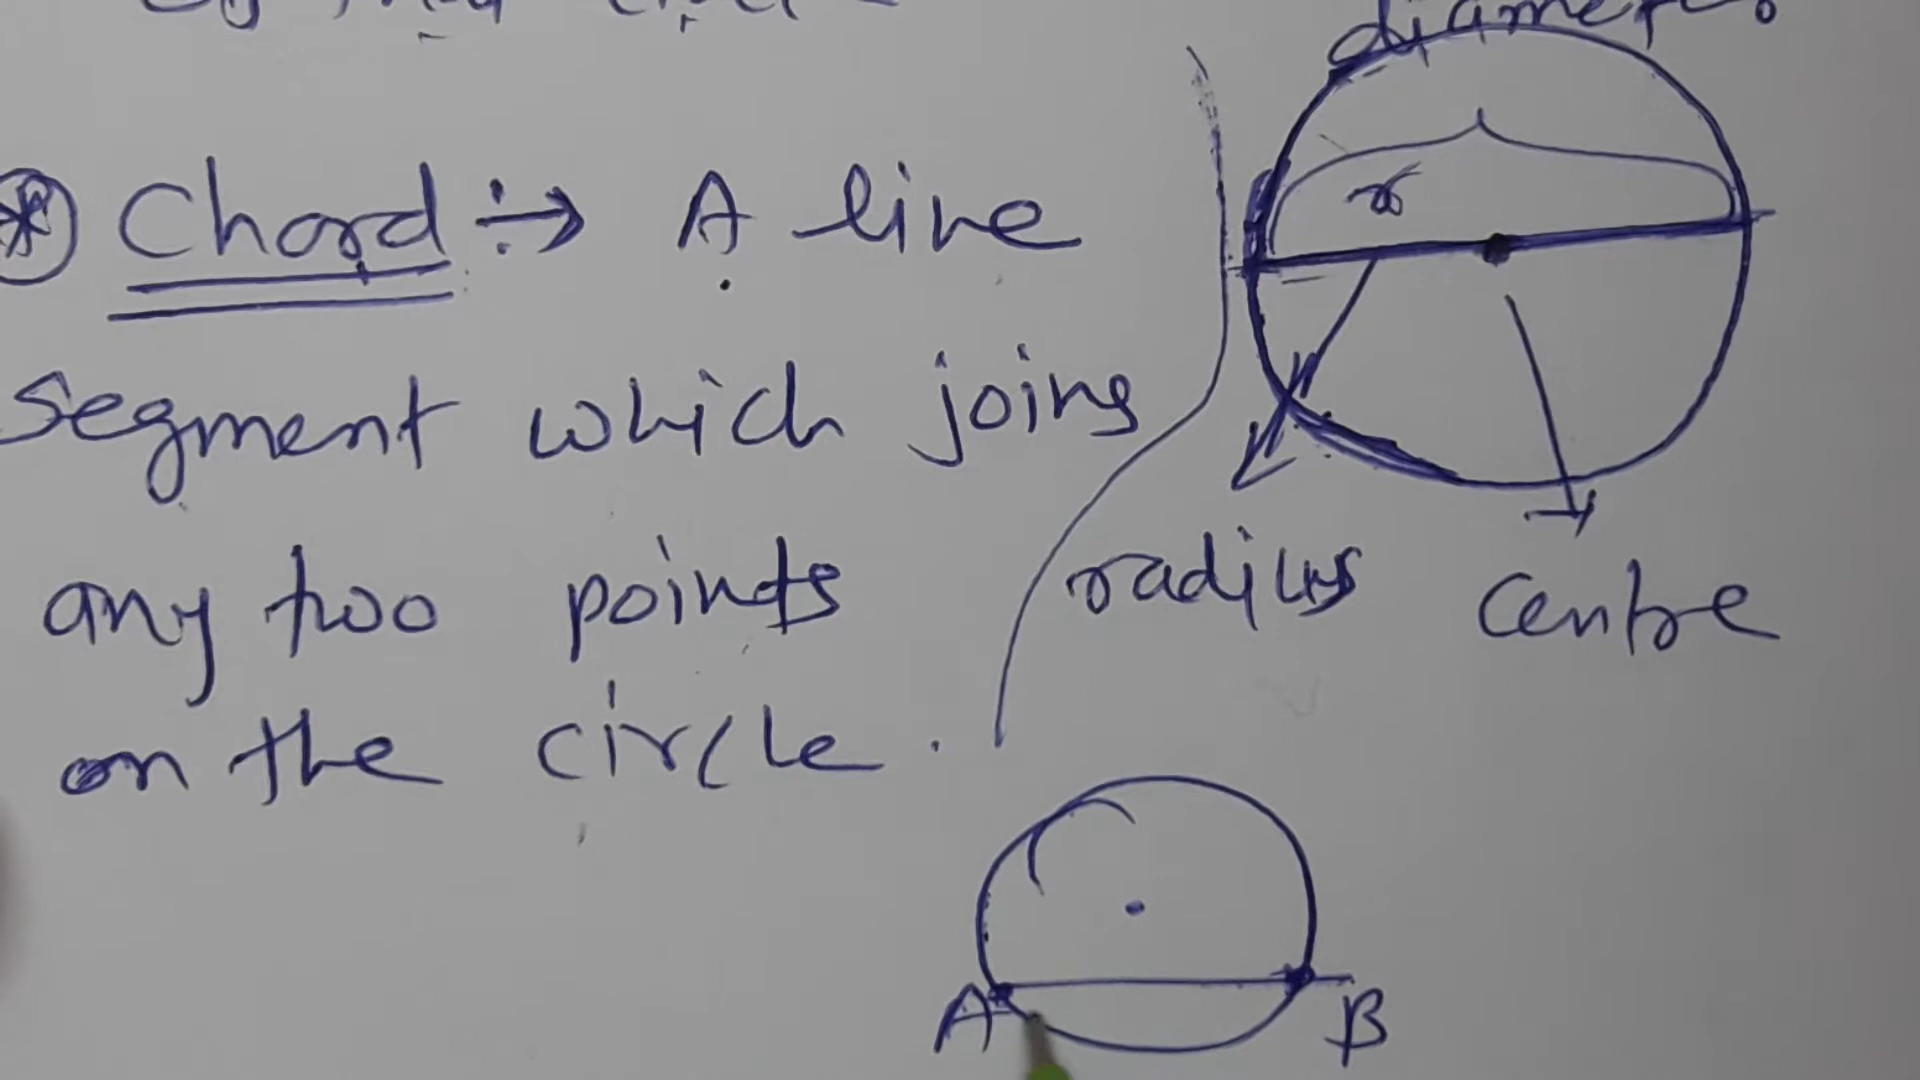 diameter
* Chord ÷→ A line
segment which joins
any two points
on the circle.
r
radius
centre
A
B